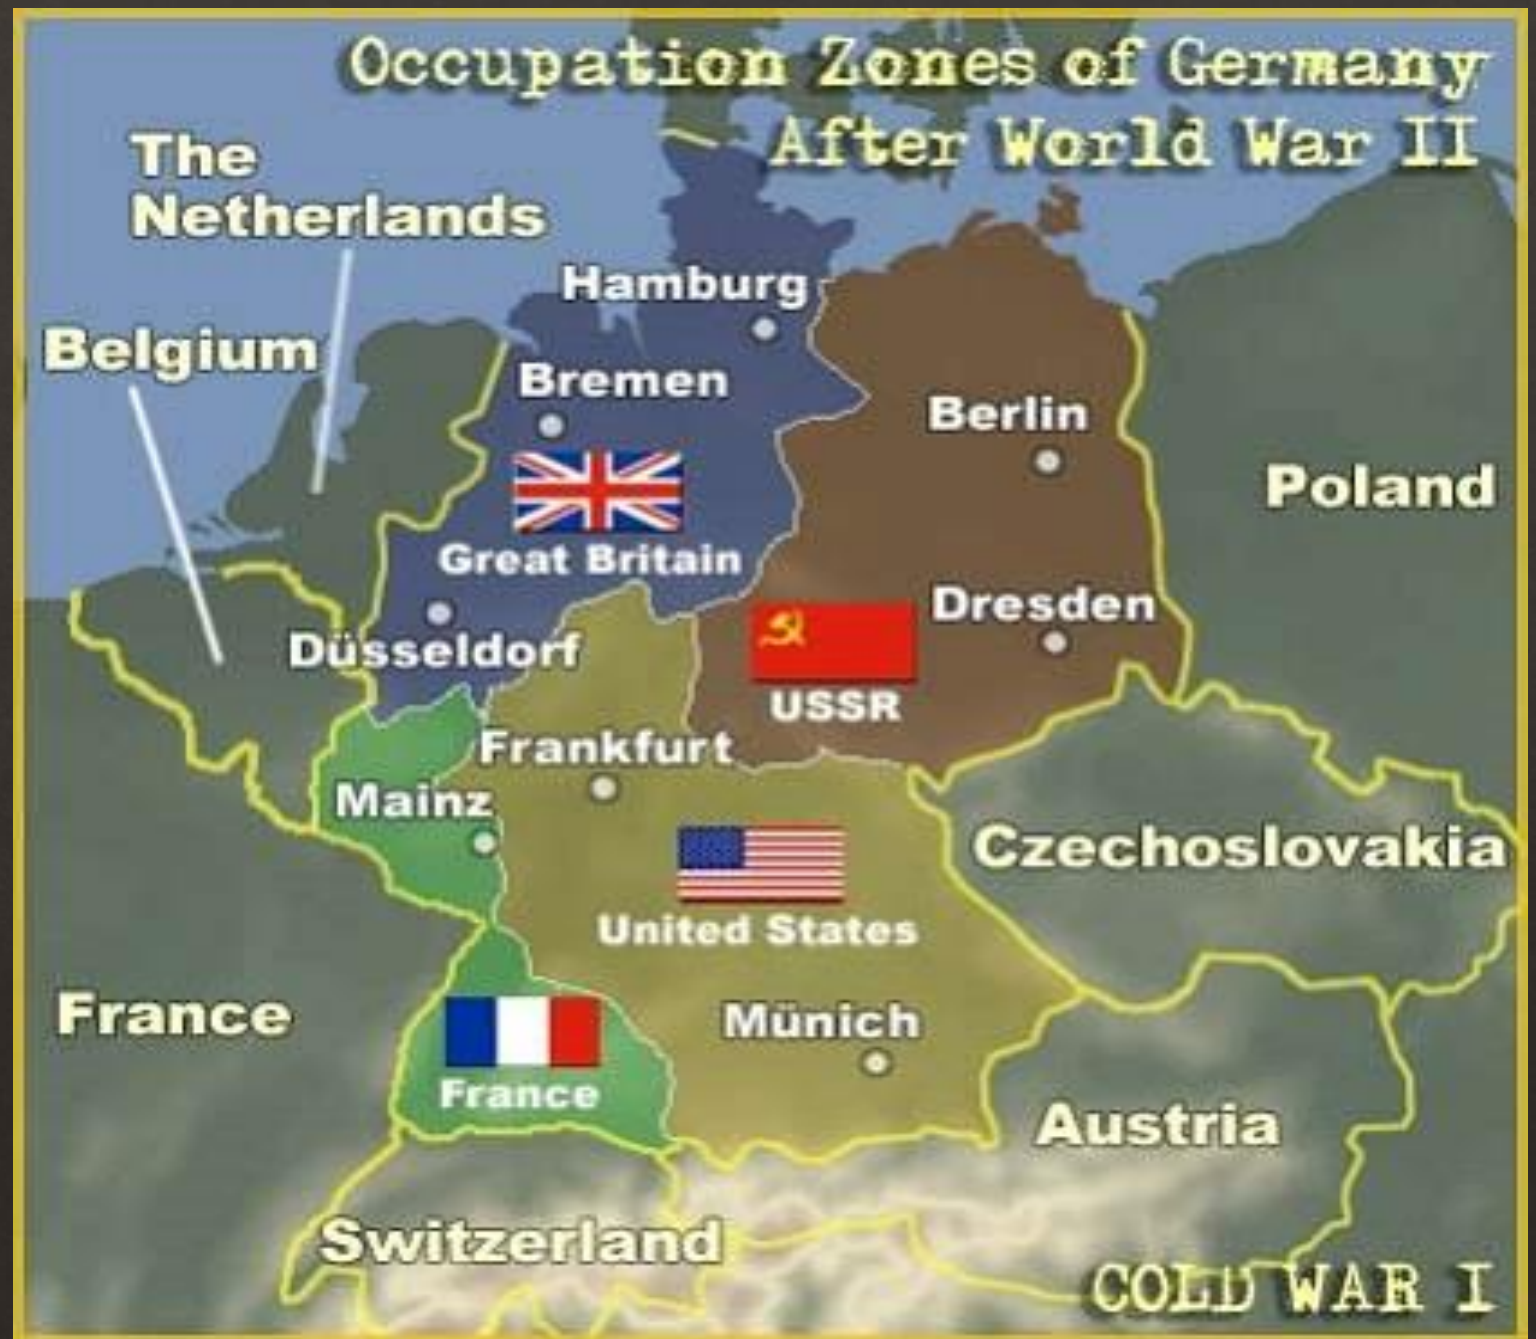 Occupation Zones of Germany
After World War II
The
Netherlands
Hamburg
Belgium
Bremen
Berlin
Poland
Great Britain
Dresden
Düsseldorf
USSR
Frankfurt
Mainz
Czechoslovakia
United States
France
Münich
France
Austria
Switzerland
COLD WAR I